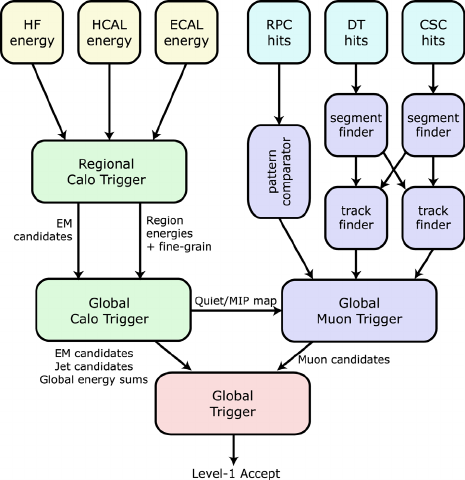 HF
energy
HCAL
energy
ECAL
energy
RPC
hits
DT
hits
CSC
hits
segment
finder
segment
finder
pattern
comparator
Regional
Calo Trigger
track
finder
track
finder
EM
candidates
Region
energies
+ fine-grain
Global
Calo Trigger
Quiet/MIP map
Global
Muon Trigger
EM candidates
Jet candidates
Global energy sums
Muon candidates
Global
Trigger
Level-1 Accept